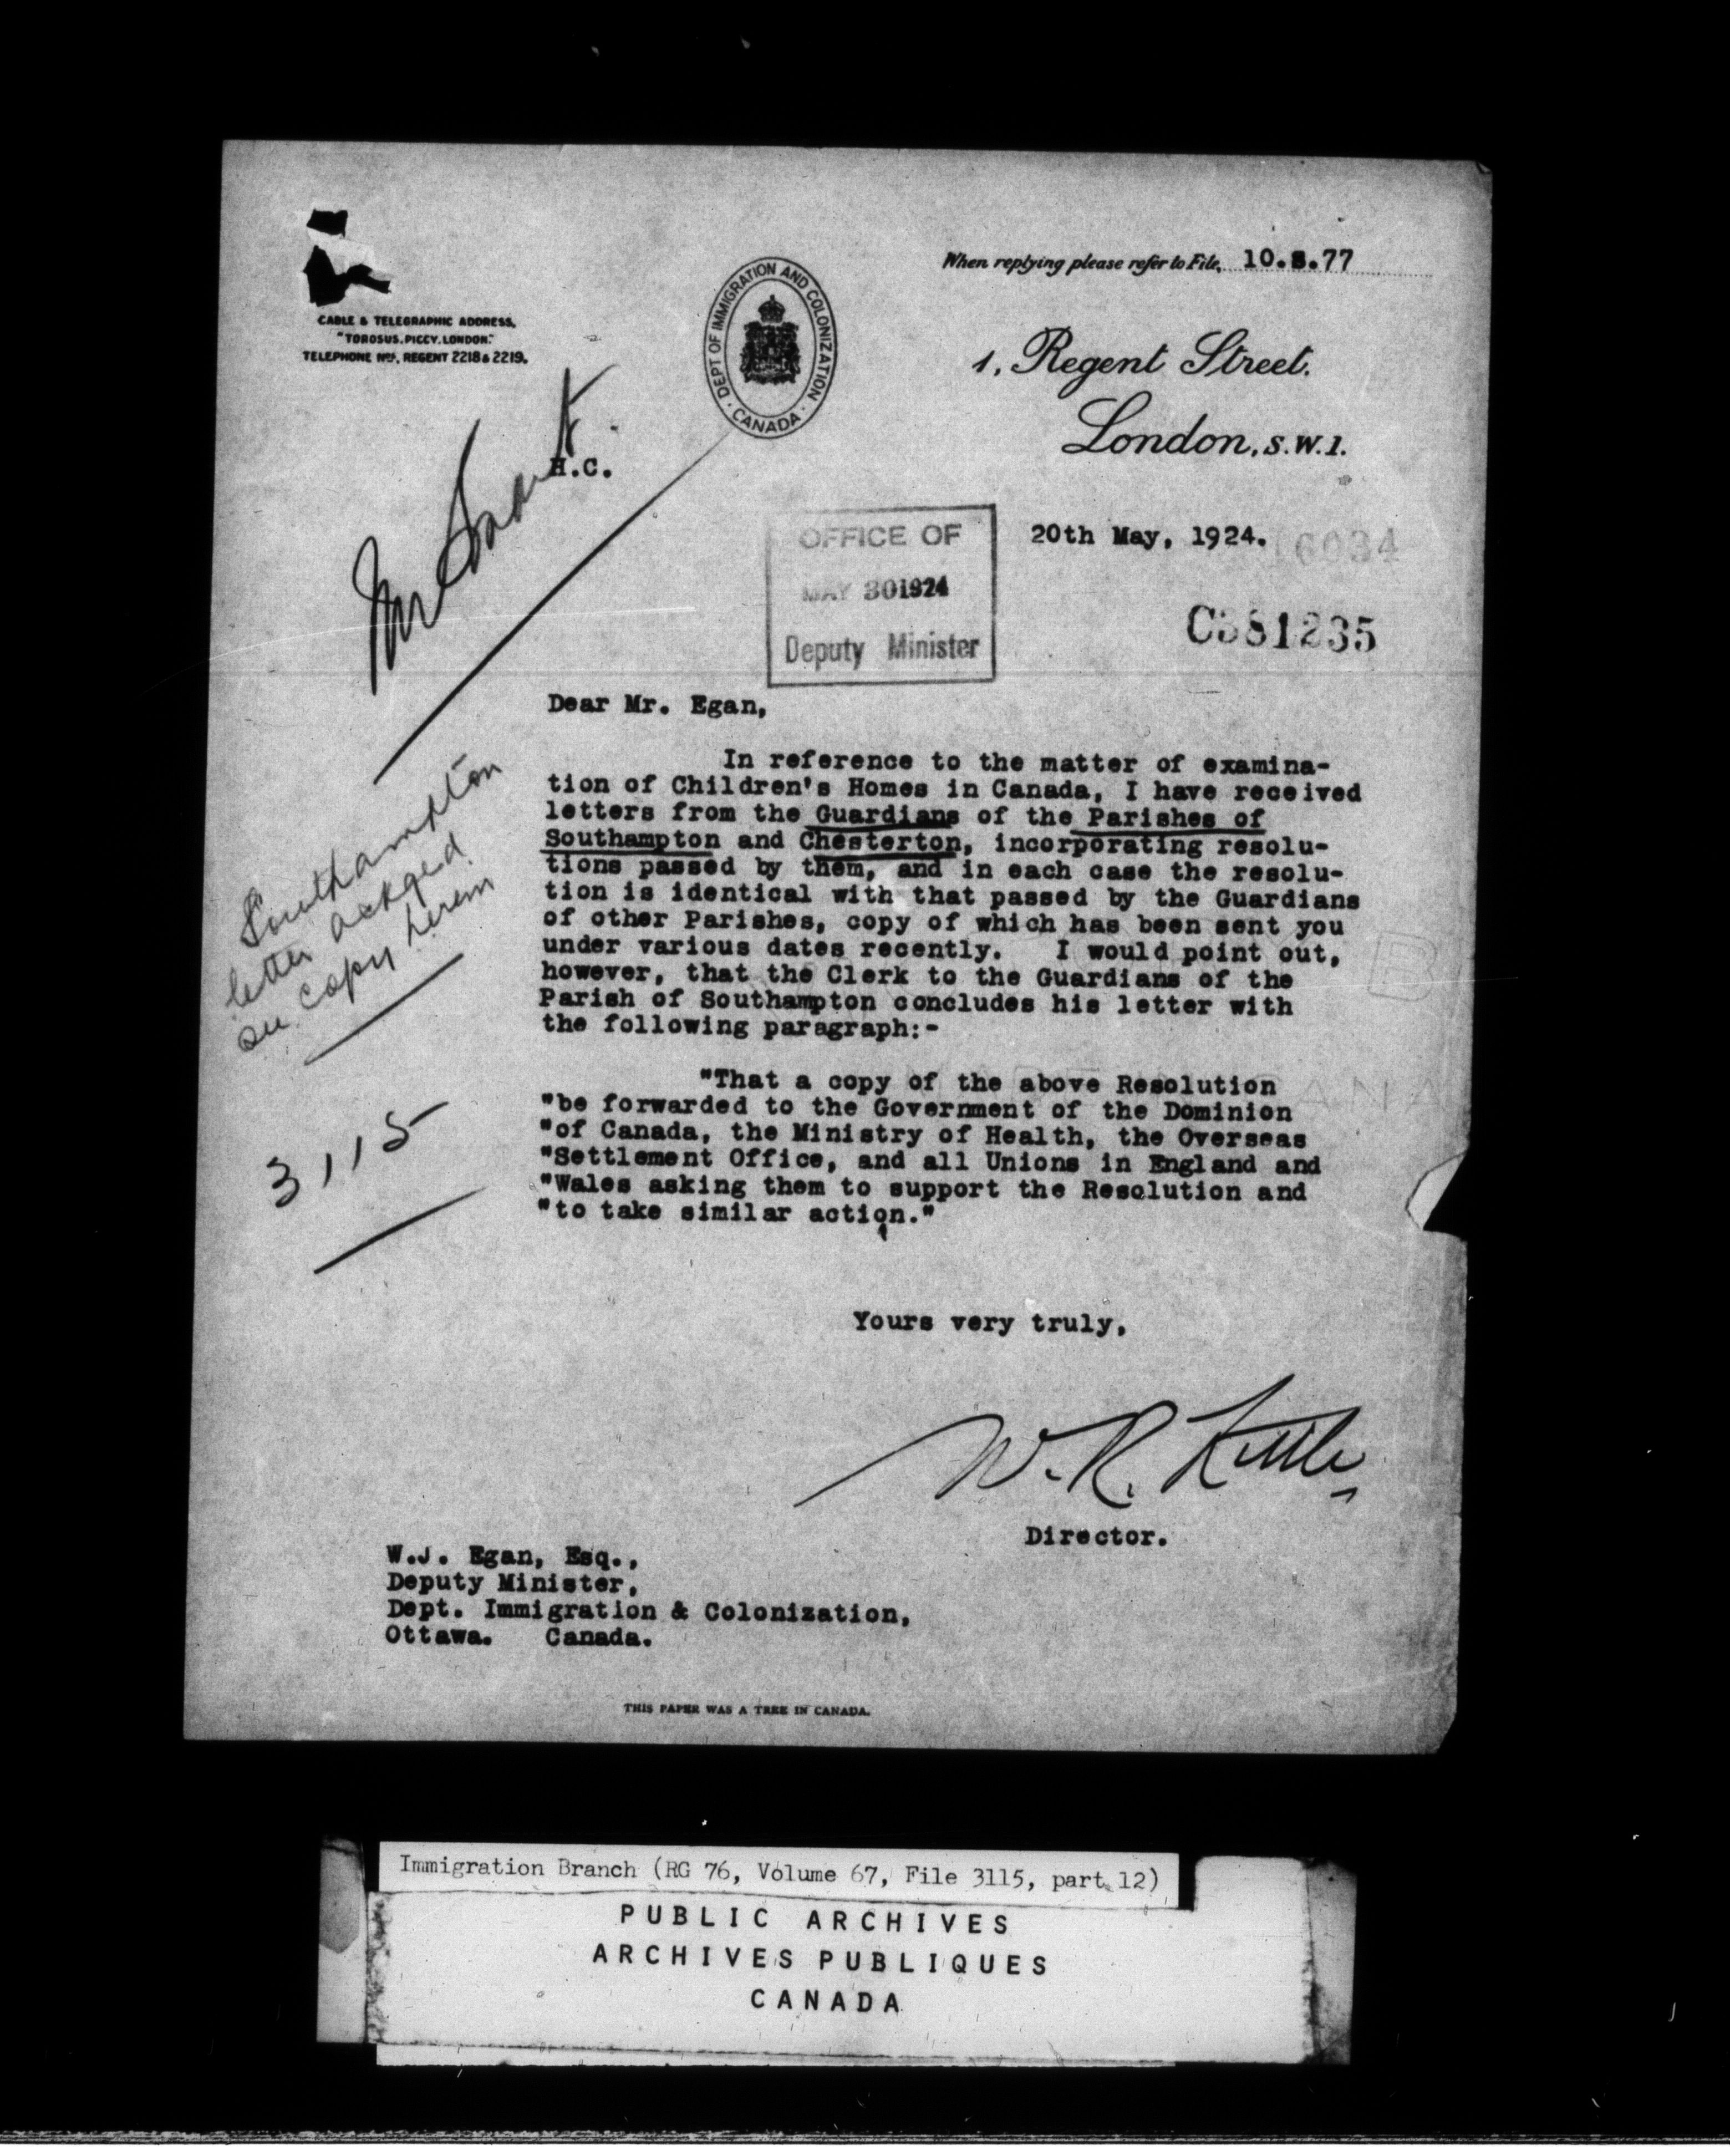 When replying please refer to File, 10.8.77
CABLE & TELEGRAPHIC ADDRESS,
"TOROSUS. PICCY. LONDON."
TELEPHONE Nos, REGENT 2218 & 2219.
DEPT OF IMMIGRATION AND COLONIZATION
· CANADA ·
1, Regent Street.
London, S.W.1.
H.C.
OFFICE OF
MAY 30 1924
Deputy Minister
20th May, 1924.
6034
C581235
Dear Mr. Egan,
In reference to the matter of examina-
tion of Children's Homes in Canada, I have received
letters from the Guardians of the Parishes of
Southampton and Chesterton, incorporating resolu-
tions passed by them, and in each case the resolu-
tion is identical with that passed by the Guardians
of other Parishes, copy of which has been sent you
under various dates recently. I would point out,
however, that the Clerk to the Guardians of the
Parish of Southampton concludes his letter with
the following paragraph:-
Southampton
letter ackged
see copy herein
3115
"That a copy of the above Resolution
"be forwarded to the Government of the Dominion
"of Canada, the Ministry of Health, the Overseas
"Settlement Office, and all Unions in England and
"Wales asking them to support the Resolution and
"to take similar action."
Yours very truly,
W.R. Little
Director.
W.J. Egan, Esq.,
Deputy Minister,
Dept. Immigration & Colonization,
Ottawa. Canada.
THIS PAPER WAS A TREE IN CANADA.
Immigration Branch (RG 76, Volume 67, File 3115, part 12)
PUBLIC ARCHIVES
ARCHIVES PUBLIQUES
CANADA